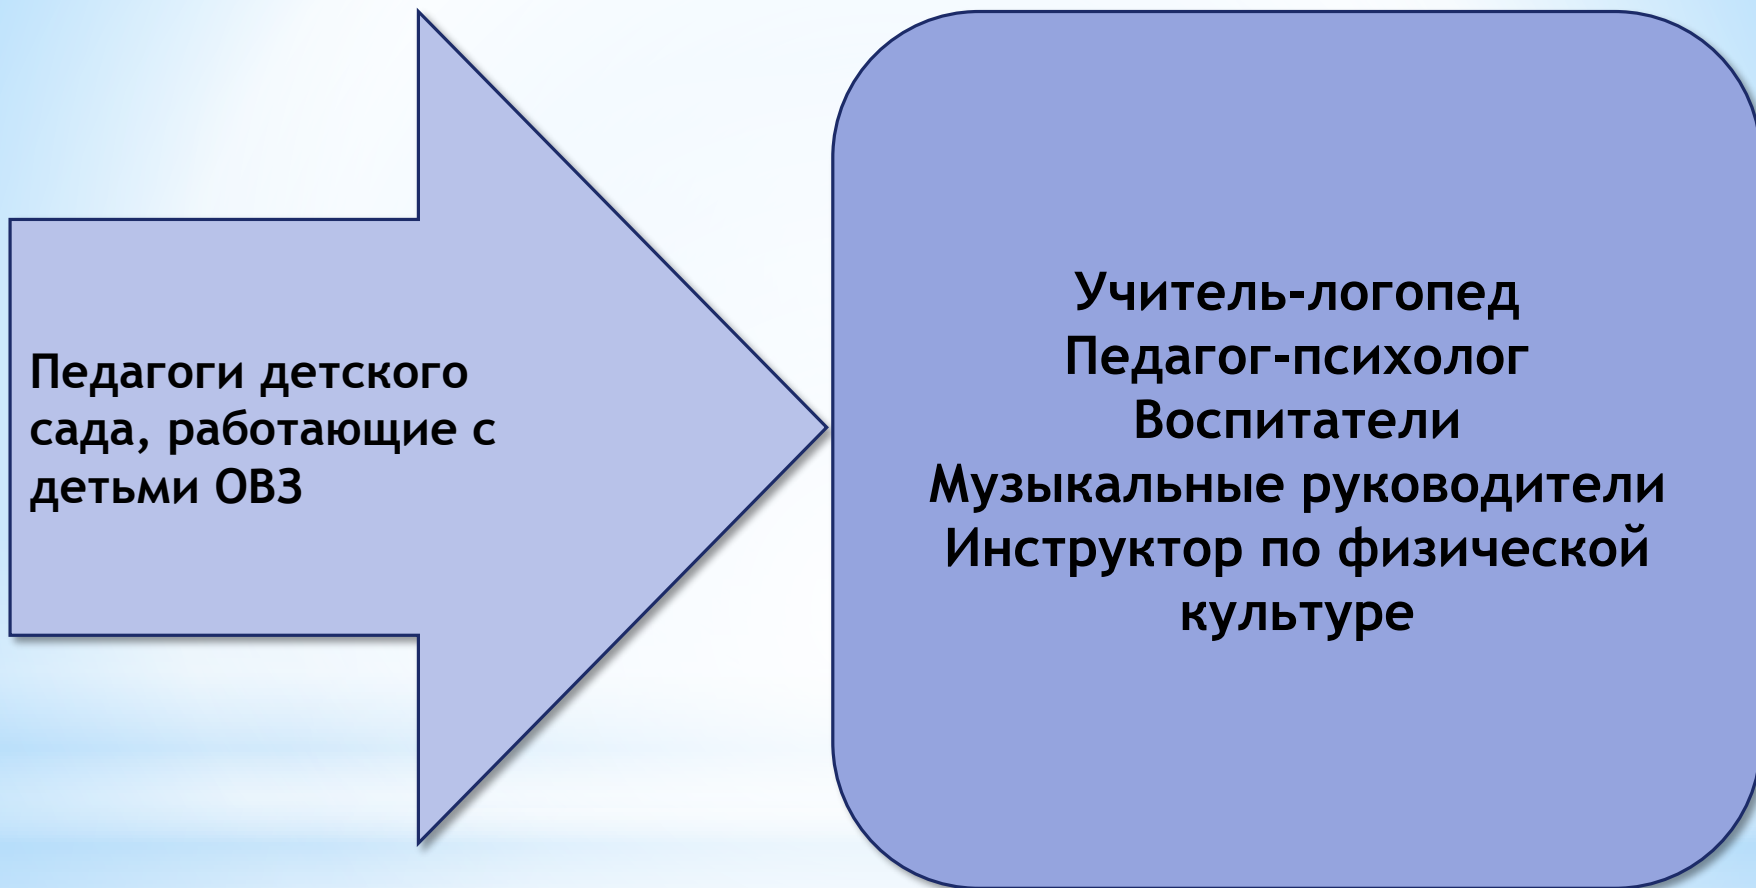 Педагоги детского
сада, работающие с
детьми ОВЗ
Учитель-логопед
Педагог-психолог
Воспитатели
Музыкальные руководители
Инструктор по физической
культуре